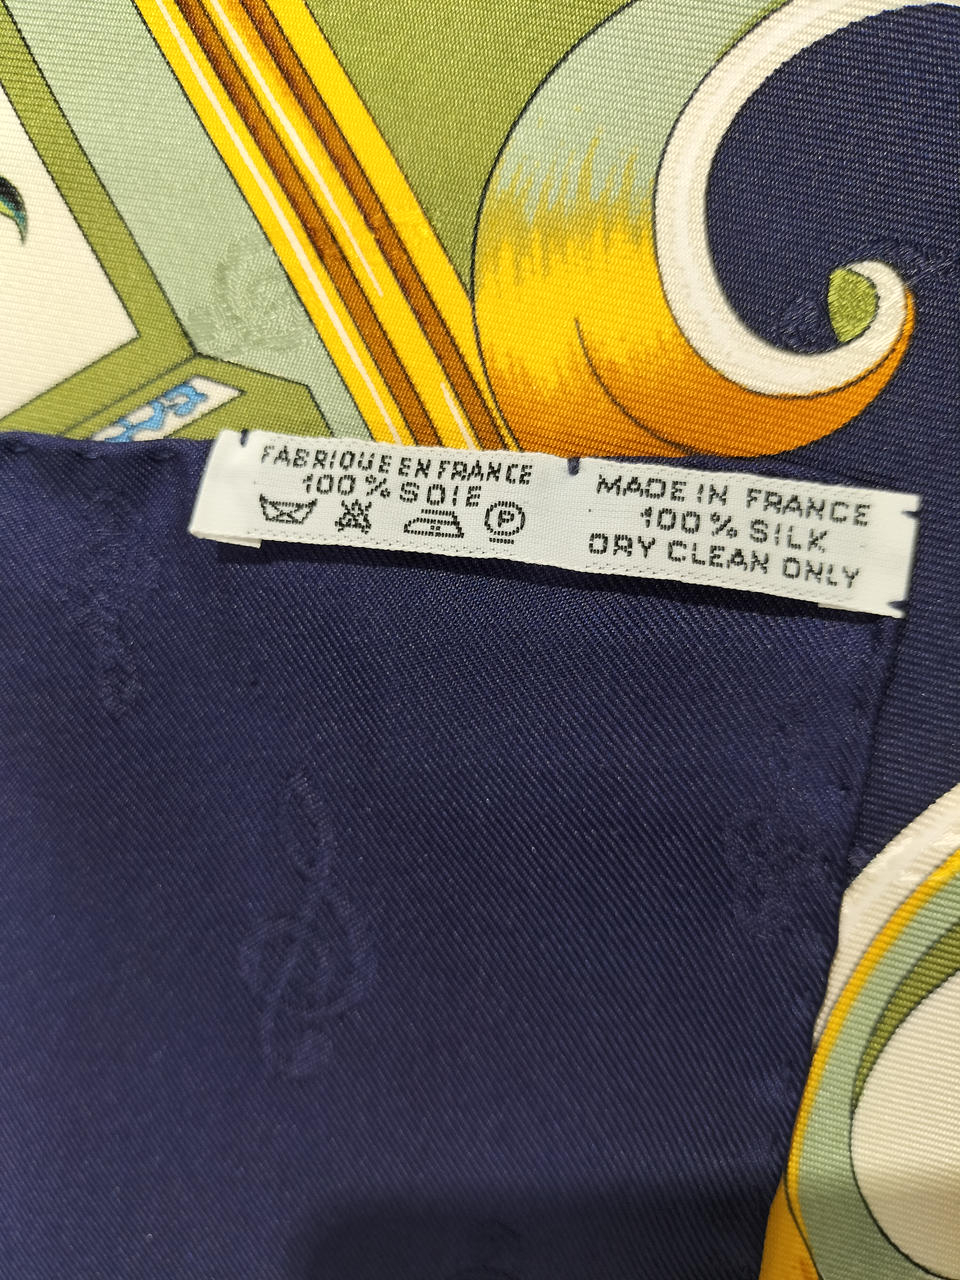 FABRIQUE EN FRANCE
100% SOIE
P
MADE IN FRANCE
100% SILK
DRY CLEAN ONLY